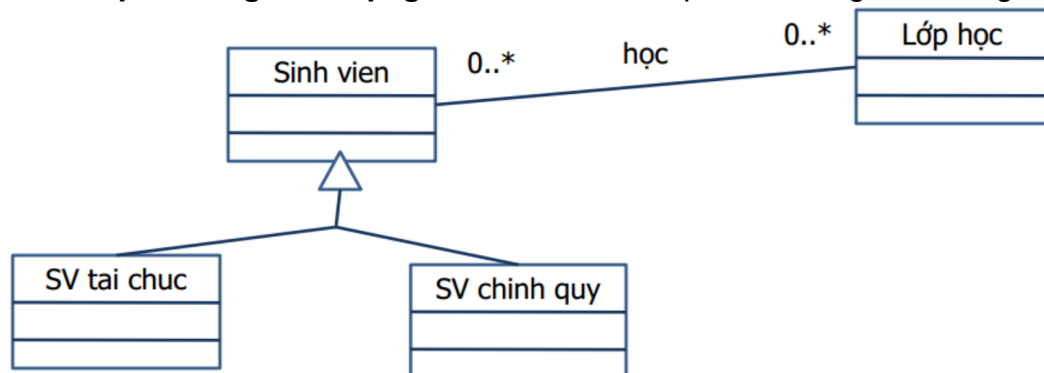 Lớp học
Sinh vien
0..*
học
0..*
SV tai chuc
SV chinh quy